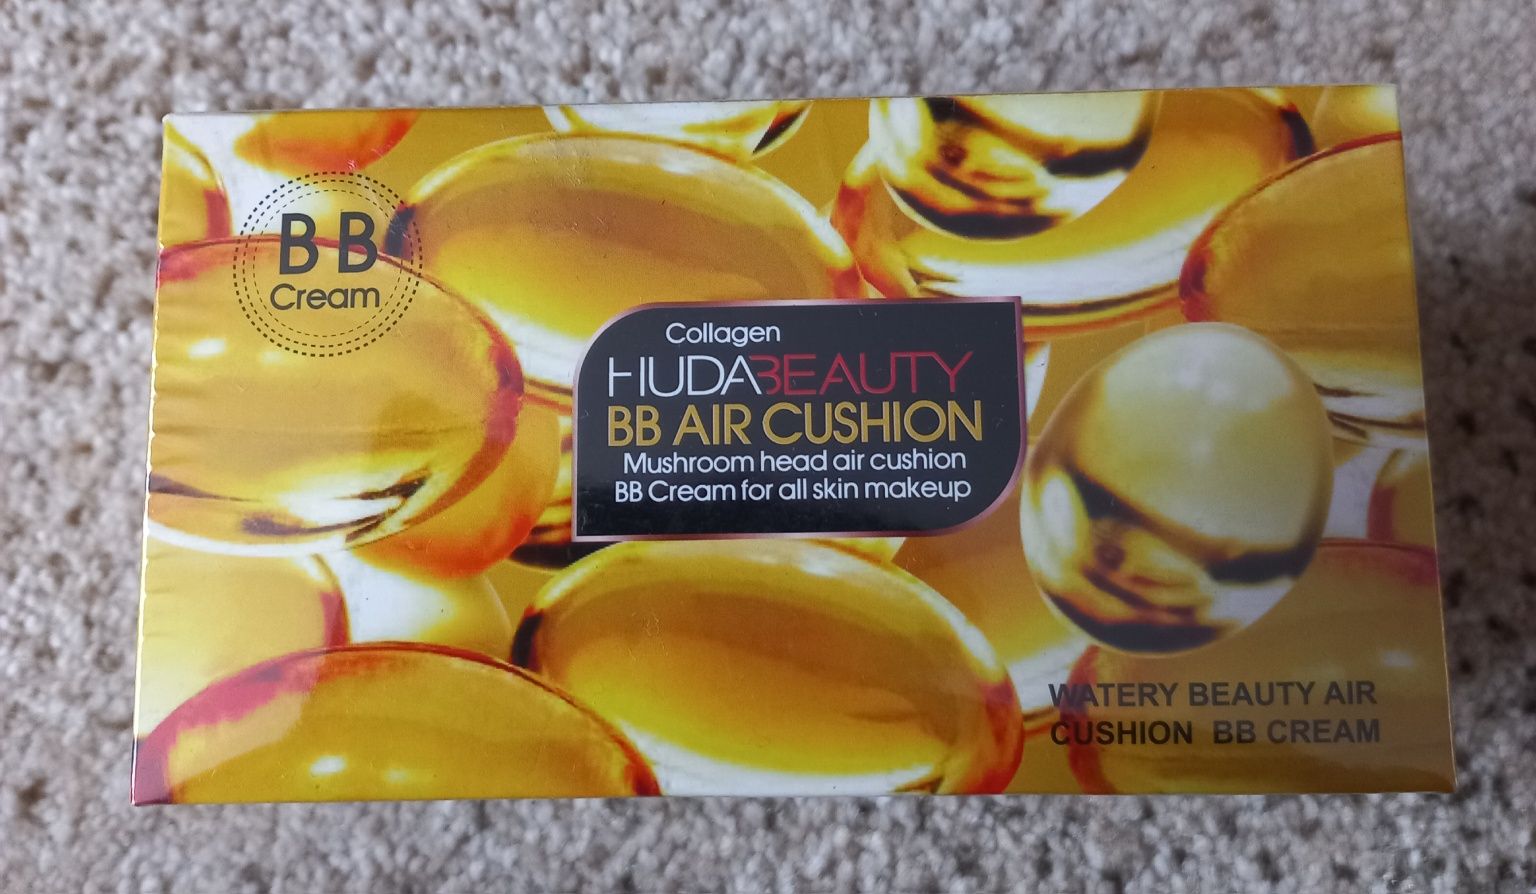 BB
Cream
Collagen
HUDABEAUTY
BB AIR CUSHION
Mushroom head air cushion
BB Cream for all skin makeup
WATERY BEAUTY AIR
CUSHION BB CREAM